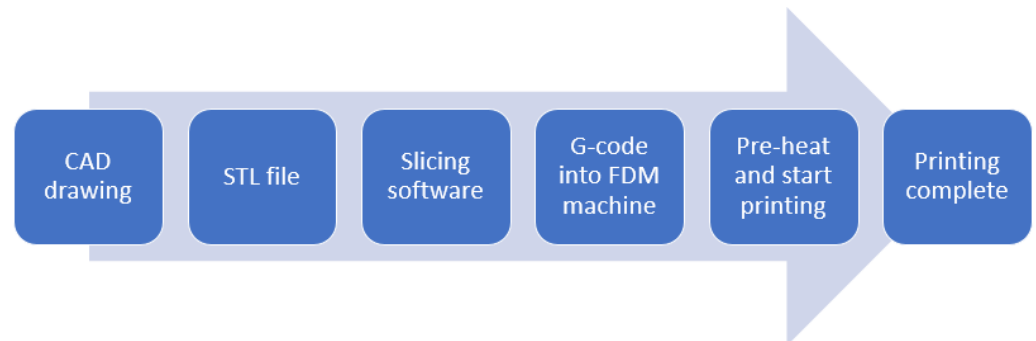 CAD
drawing
STL file
Slicing
software
G-code
into FDM
machine
Pre-heat
and start
printing
Printing
complete